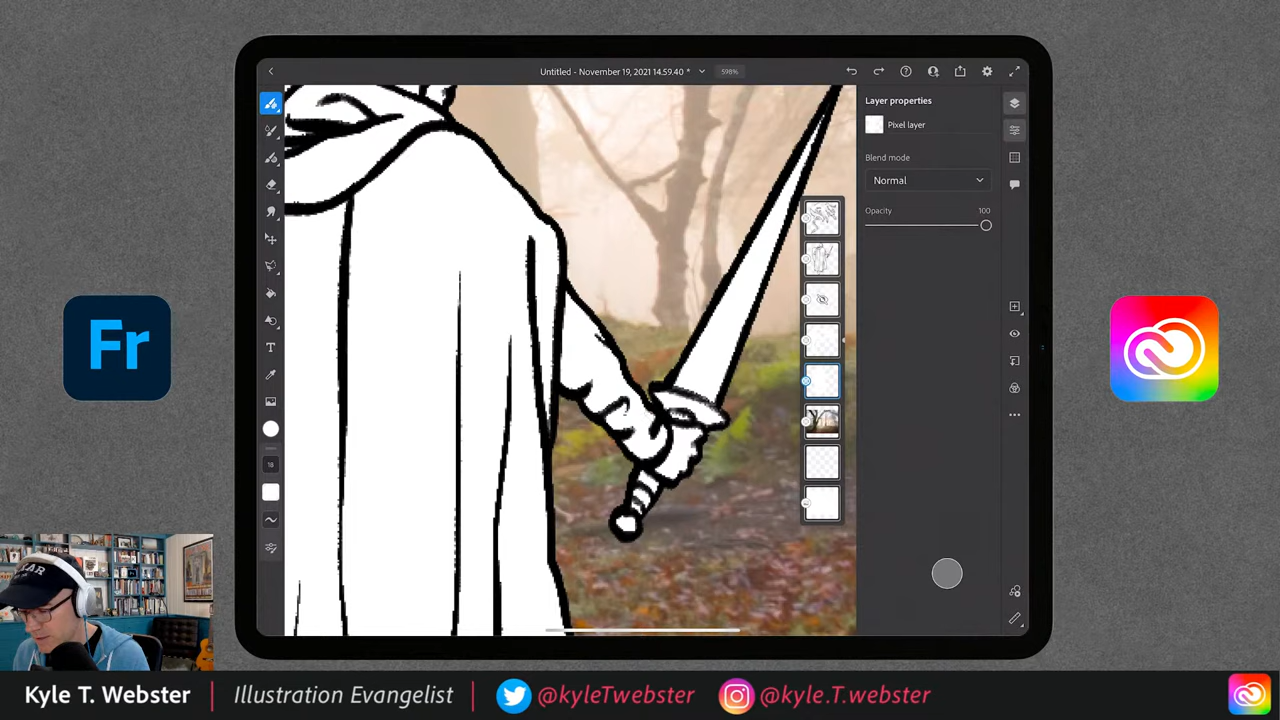 Untitled - November 19, 2021 14.59.40 *
598%
Layer properties
Pixel layer
Blend mode
Normal
Opacity
100
T
18
Fr
Kyle T. Webster | Illustration Evangelist | @kyleTwebster @kyle.T.webster